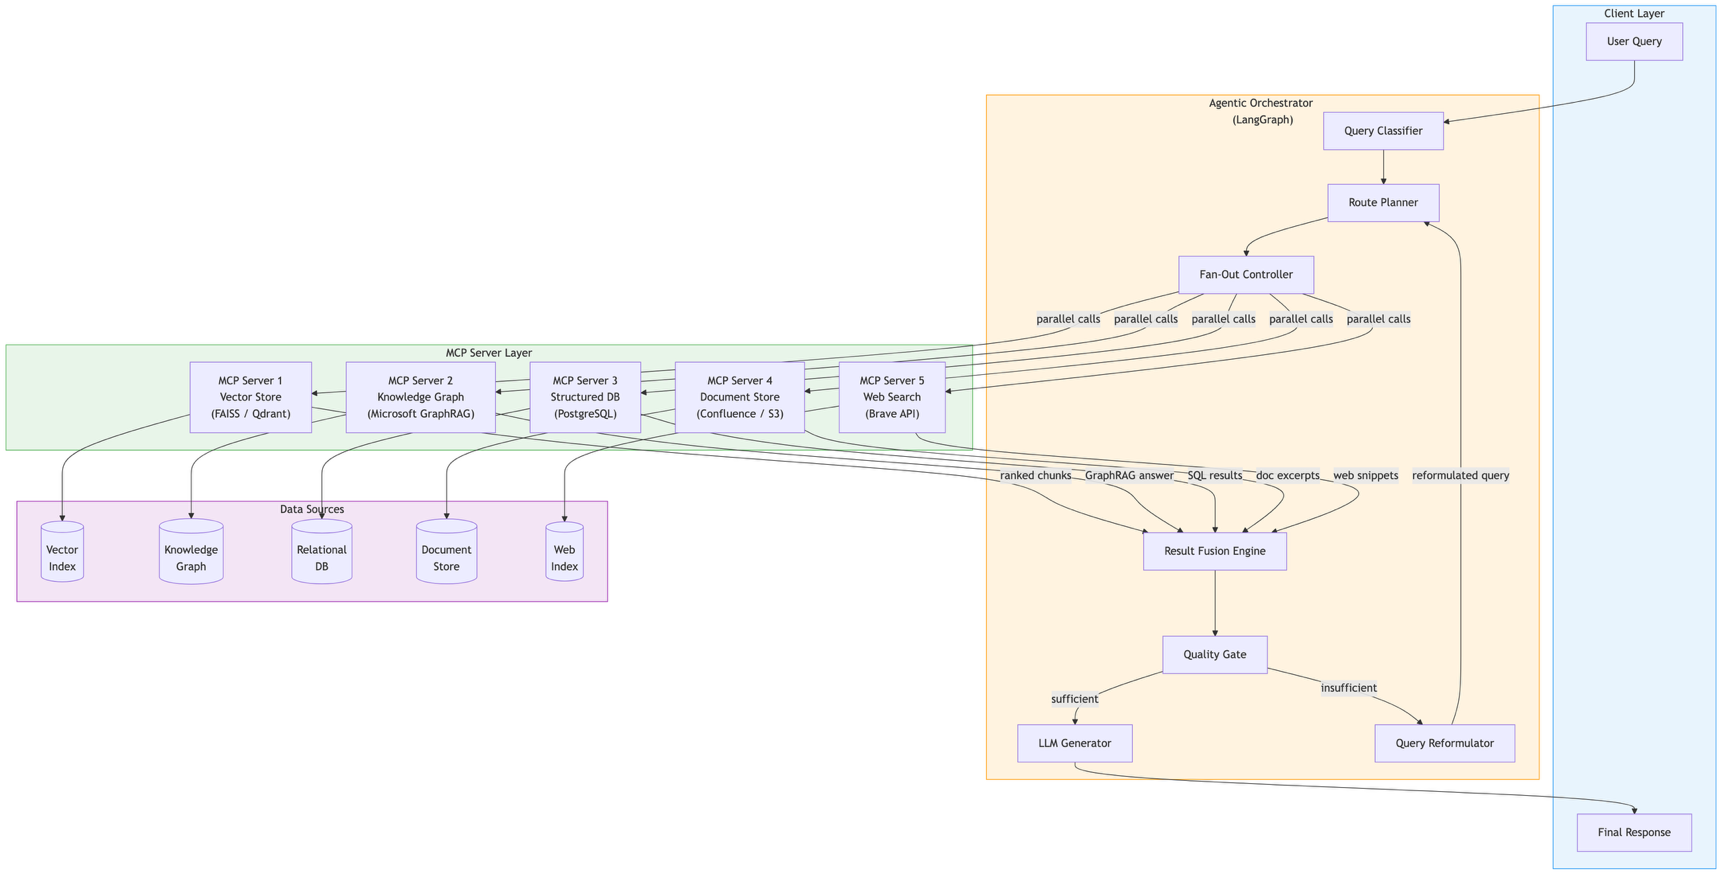 Client Layer
User Query
Agentic Orchestrator
(LangGraph)
Query Classifier
Route Planner
Fan-Out Controller
parallel calls
parallel calls
parallel calls
parallel calls
parallel calls
MCP Server Layer
MCP Server 1
Vector Store
(FAISS / Qdrant)
MCP Server 2
Knowledge Graph
(Microsoft GraphRAG)
MCP Server 3
Structured DB
(PostgreSQL)
MCP Server 4
Document Store
(Confluence / S3)
MCP Server 5
Web Search
(Brave API)
ranked chunks
GraphRAG answer
SQL results
doc excerpts
web snippets
reformulated query
Data Sources
Vector
Index
Knowledge
Graph
Relational
DB
Document
Store
Web
Index
Result Fusion Engine
Quality Gate
sufficient
insufficient
LLM Generator
Query Reformulator
Final Response